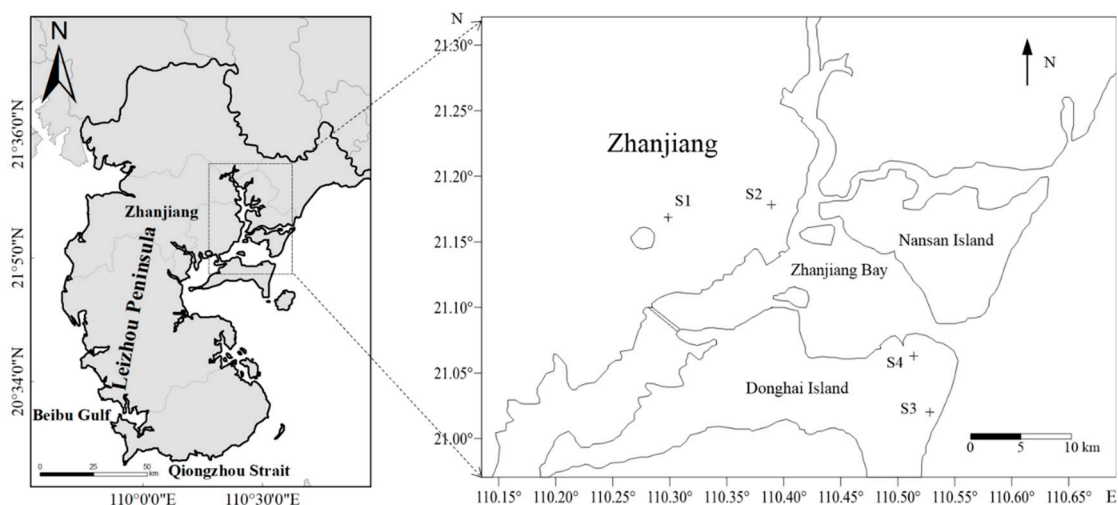 N
21°36'0"N
21°5'0"N
20°34'0"N
Zhanjiang
Leizhou Peninsula
Beibu Gulf
Qiongzhou Strait
0 25 50
km
110°0'0"E
110°30'0"E
N
21.30°
21.25°
21.20°
21.15°
21.10°
21.05°
21.00°
N
Zhanjiang
S1
S2
Nansan Island
Zhanjiang Bay
S4
Donghai Island
S3
0 5 10 km
110.15° 110.20° 110.25° 110.30° 110.35° 110.40° 110.45° 110.50° 110.55° 110.60° 110.65° E